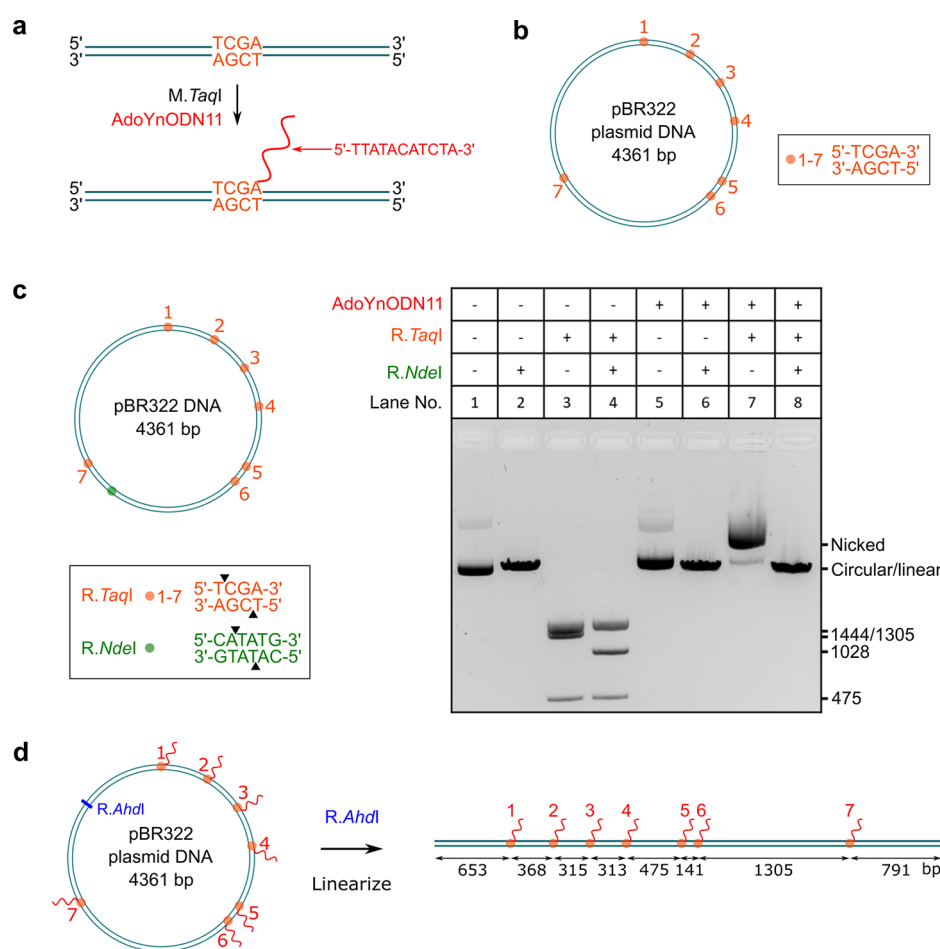 a
5' TCGA 3'
3' AGCT 5'
M.TaqI
AdoYnODN11
5'-TTATACATCTA-3'
5' TCGA 3'
3' AGCT 5'
b
1
2
3
4
5
6
7
pBR322
plasmid DNA
4361 bp
1-7 5'-TCGA-3'
3'-AGCT-5'
c
1
2
3
4
5
6
7
pBR322 DNA
4361 bp
R.TaqI 1-7 5'-TCGA-3'
3'-AGCT-5'
R.NdeI 5'-CATATG-3'
3'-GTATAC-5'
AdoYnODN11 - - - - + + + +
R.TaqI - - + + - - + +
R.NdeI - + - + - + - +
Lane No. 1 2 3 4 5 6 7 8
Nicked
Circular/linear
1444/1305
1028
475
d
1
2
3
4
5
6
7
R.AhdI
pBR322
plasmid DNA
4361 bp
R.AhdI
Linearize
1 2 3 4 5 6 7
653 368 315 313 475 141 1305 791 bp